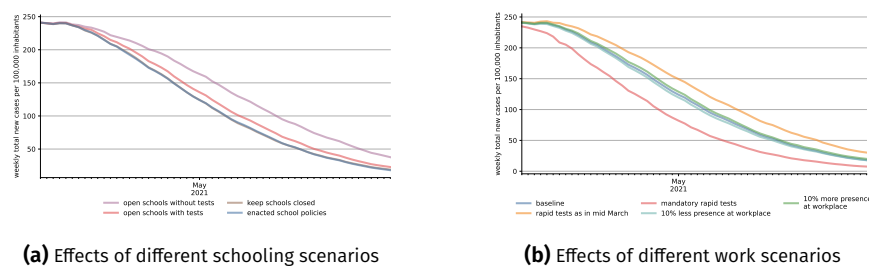 weekly total new cases per 100,000 inhabitants
250
200
150
100
50
May
2021
open schools without tests
keep schools closed
open schools with tests
enacted school policies
(a) Effects of different schooling scenarios
weekly total new cases per 100,000 inhabitants
250
200
150
100
50
0
May
2021
baseline
mandatory rapid tests
10% more presence
at workplace
rapid tests as in mid March
10% less presence at workplace
(b) Effects of different work scenarios